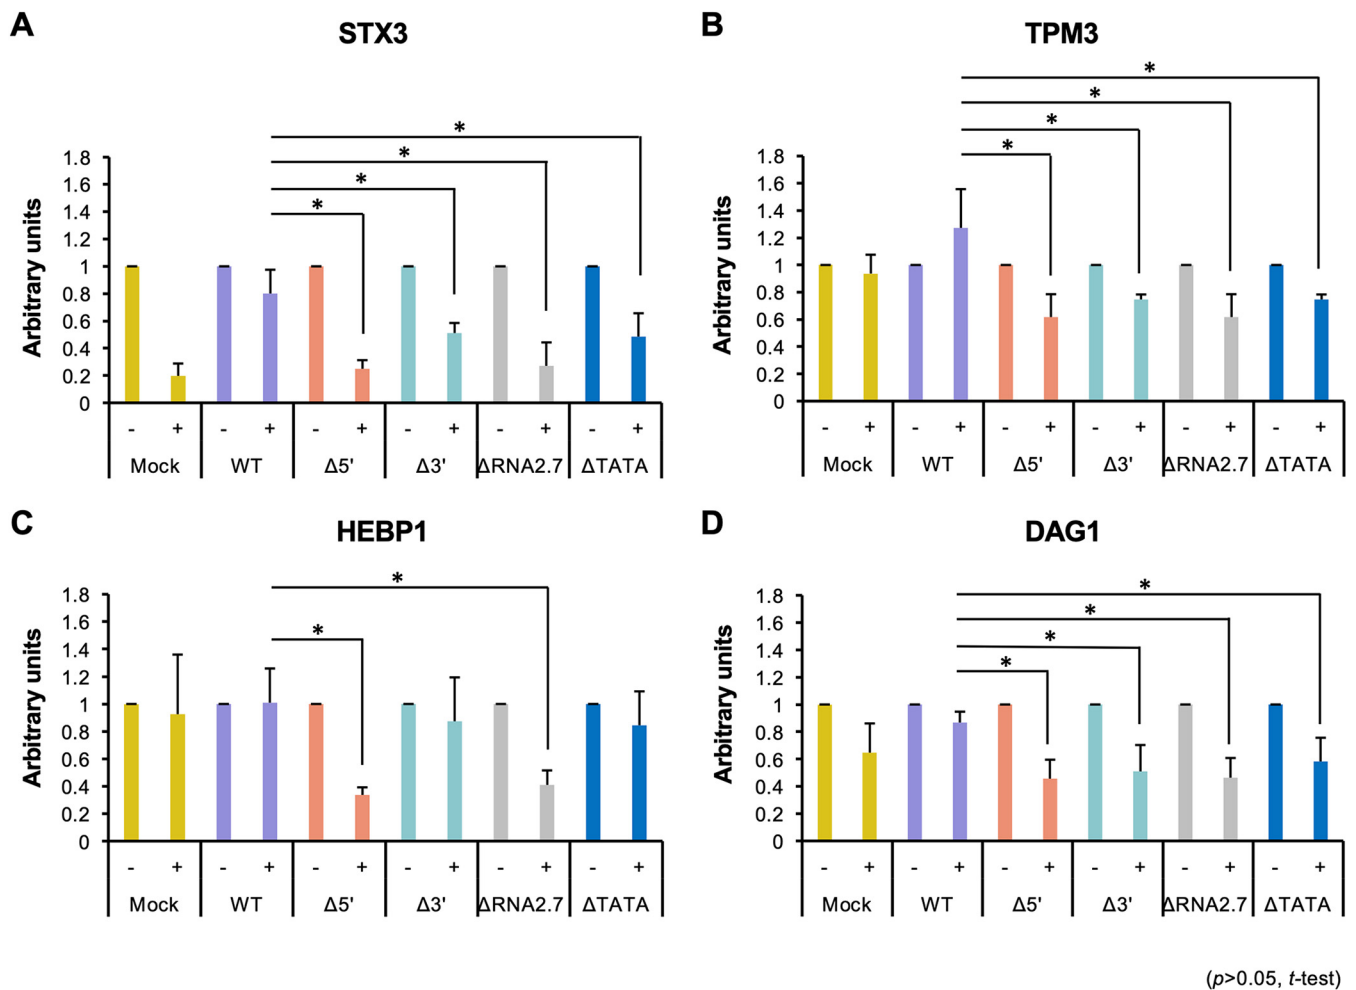 A
STX3
*
*
*
*
Arbitrary units
1.8
1.6
1.4
1.2
1
0.8
0.6
0.4
0.2
0
- + - + - + - + - + - +
Mock WT Δ5' Δ3' ΔRNA2.7 ΔTATA
B
TPM3
*
*
*
*
Arbitrary units
1.8
1.6
1.4
1.2
1
0.8
0.6
0.4
0.2
0
- + - + - + - + - + - +
Mock WT Δ5' Δ3' ΔRNA2.7 ΔTATA
C
HEBP1
*
*
Arbitrary units
1.8
1.6
1.4
1.2
1
0.8
0.6
0.4
0.2
0
- + - + - + - + - + - +
Mock WT Δ5' Δ3' ΔRNA2.7 ΔTATA
D
DAG1
*
*
*
*
Arbitrary units
1.8
1.6
1.4
1.2
1
0.8
0.6
0.4
0.2
0
- + - + - + - + - + - +
Mock WT Δ5' Δ3' ΔRNA2.7 ΔTATA
(p>0.05, t-test)